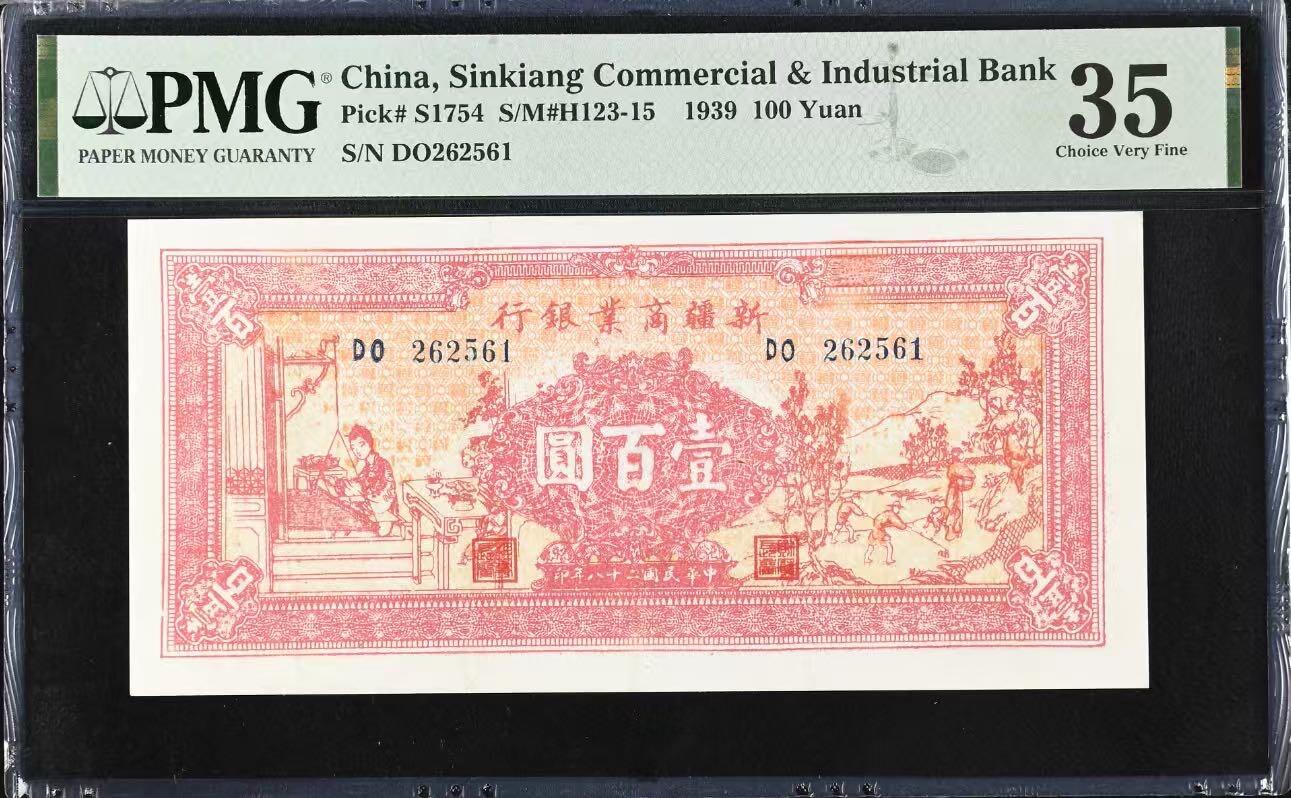 PMG®
PAPER MONEY GUARANTY
China, Sinkiang Commercial & Industrial Bank
Pick# S1754 S/M#H123-15 1939 100 Yuan
S/N DO262561
35
Choice Very Fine
行銀業商疆新
DO 262561
DO 262561
圓百壹
印年八十二國民華中